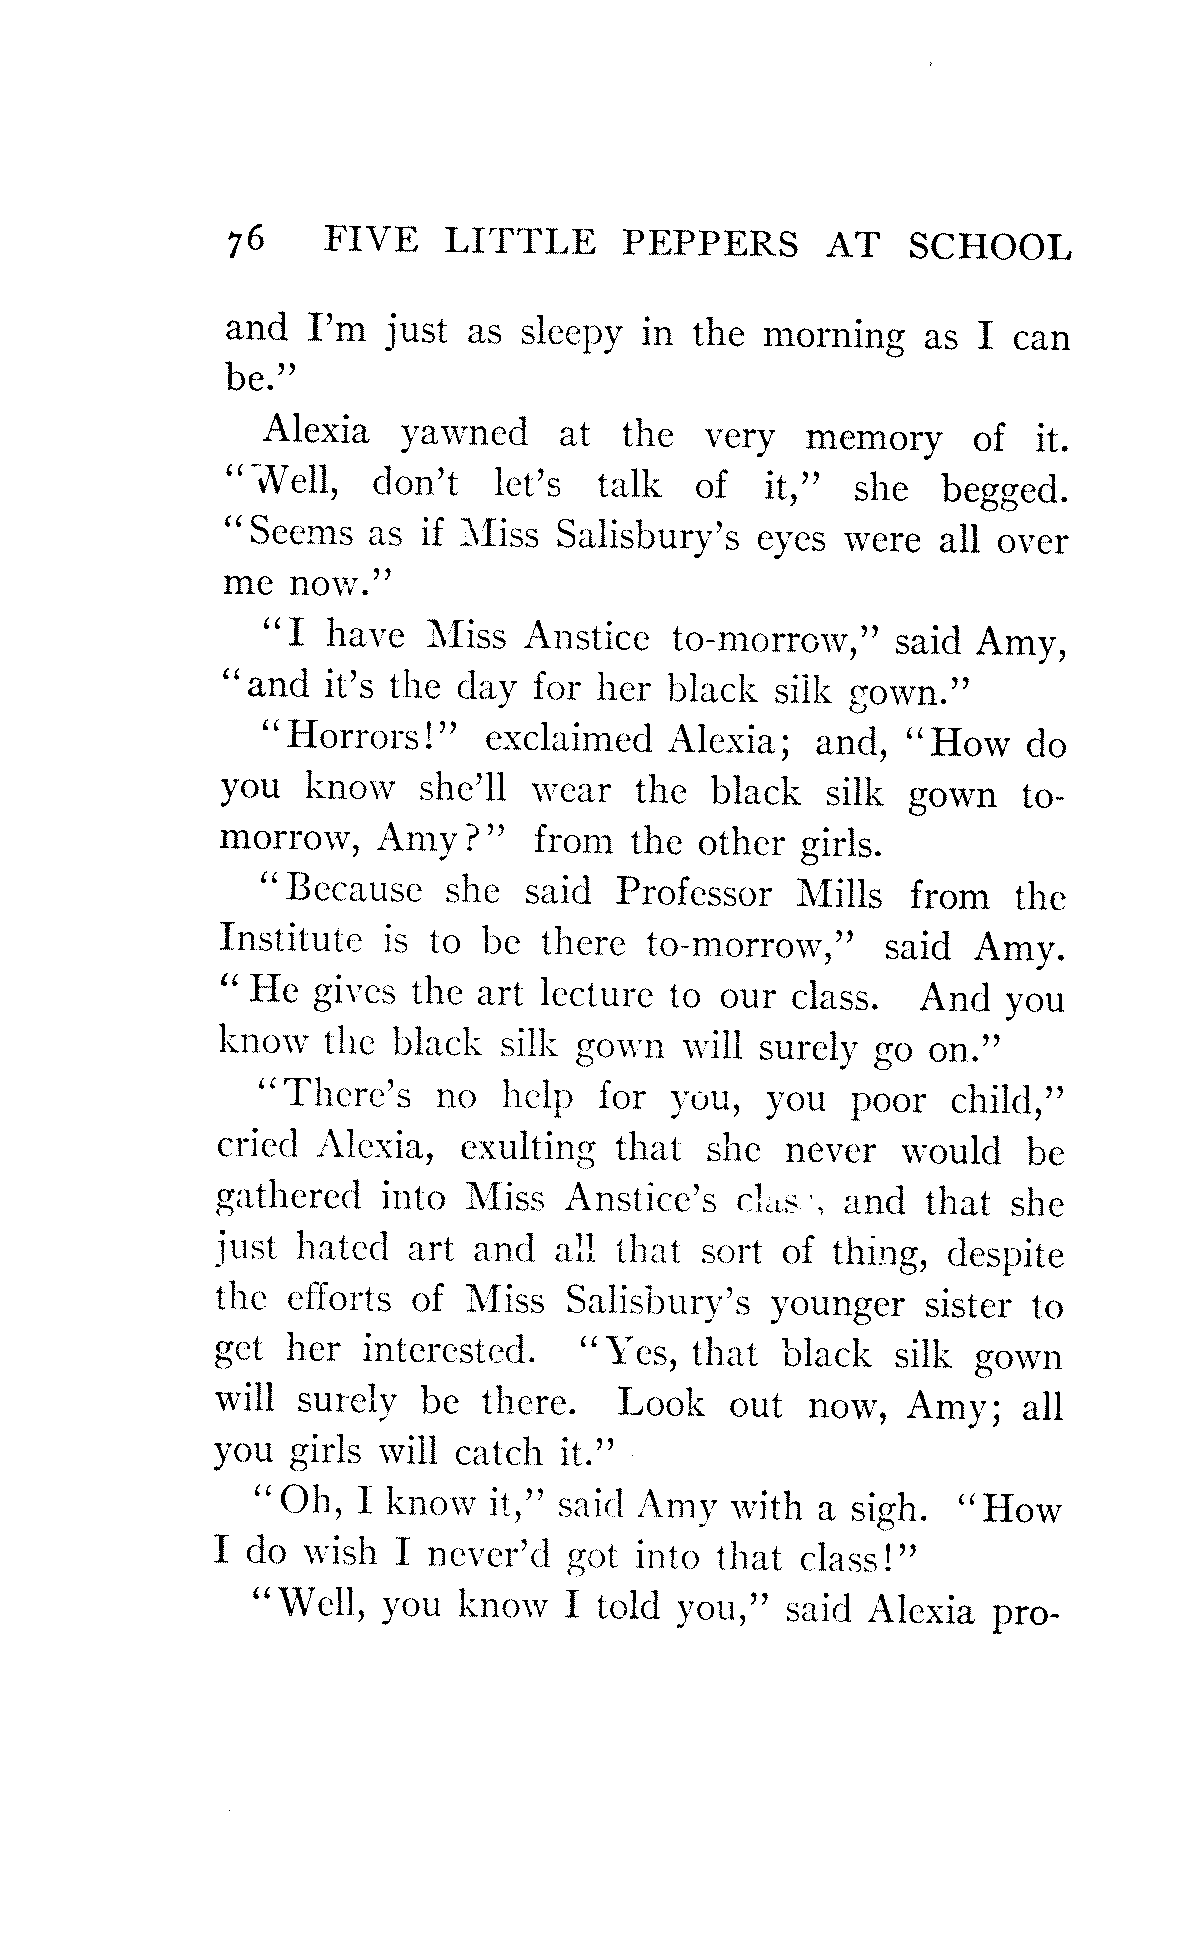 76 FIVE LITTLE PEPPERS AT SCHOOL
and I'm just as sleepy in the morning as I can
be."
Alexia yawned at the very memory of it.
"Well, don't let's talk of it," she begged.
"Seems as if Miss Salisbury's eyes were all over
me now."
"I have Miss Anstice to-morrow," said Amy,
"and it's the day for her black silk gown."
"Horrors!" exclaimed Alexia; and, "How do
you know she'll wear the black silk gown to-
morrow, Amy?" from the other girls.
"Because she said Professor Mills from the
Institute is to be there to-morrow," said Amy.
"He gives the art lecture to our class. And you
know the black silk gown will surely go on."
"There's no help for you, you poor child,"
cried Alexia, exulting that she never would be
gathered into Miss Anstice's class, and that she
just hated art and all that sort of thing, despite
the efforts of Miss Salisbury's younger sister to
get her interested. "Yes, that black silk gown
will surely be there. Look out now, Amy; all
you girls will catch it."
"Oh, I know it," said Amy with a sigh. "How
I do wish I never'd got into that class!"
"Well, you know I told you," said Alexia pro-